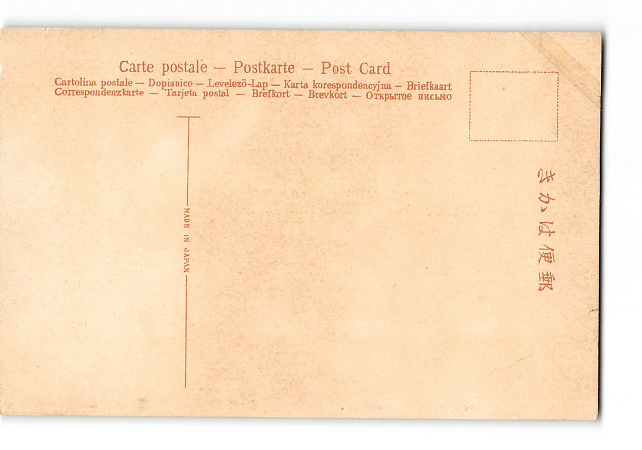 Carte postale — Postkarte — Post Card
Cartolina postale — Dopisnice — Levelezö-Lap — Karta korespondencyjna — Briefkaart
Correspondenzkarte — Tarjeta postal — Brefkort — Brevkort — Открытое письмо
MADE IN JAPAN
きかは便郵